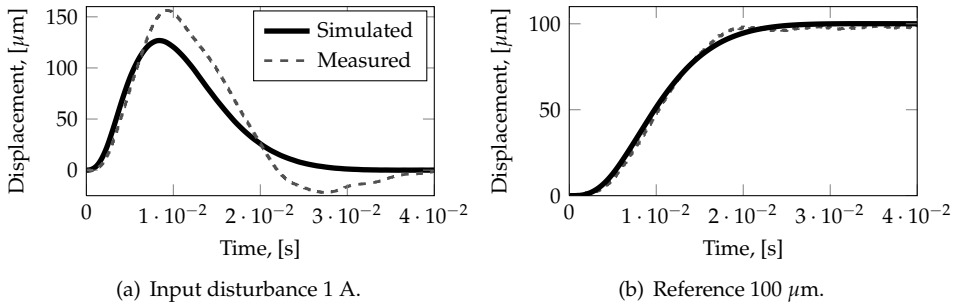 Displacement, [μm]
150
100
50
0
0
1 · 10⁻²
2 · 10⁻²
3 · 10⁻²
4 · 10⁻²
Time, [s]
Simulated
Measured
(a) Input disturbance 1 A.
Displacement, [μm]
100
50
0
0
1 · 10⁻²
2 · 10⁻²
3 · 10⁻²
4 · 10⁻²
Time, [s]
(b) Reference 100 μm.